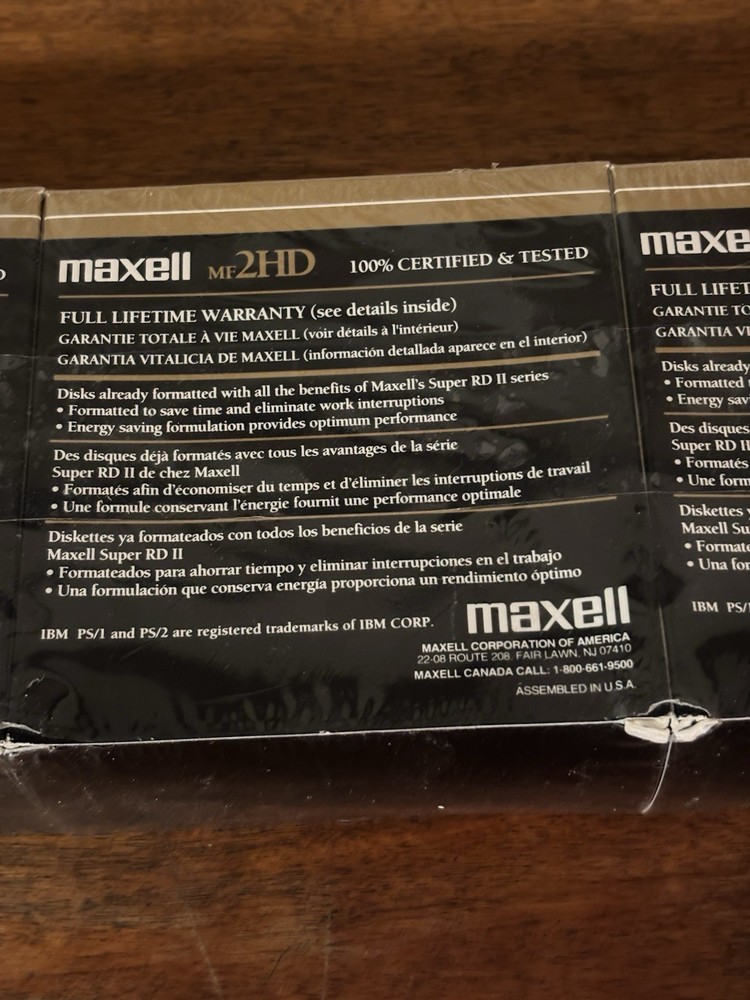 maxell MF 2HD 100% CERTIFIED & TESTED
FULL LIFETIME WARRANTY (see details inside)
GARANTIE TOTALE À VIE MAXELL (voir détails à l'intérieur)
GARANTIA VITALICIA DE MAXELL (información detallada aparece en el interior)
Disks already formatted with all the benefits of Maxell's Super RD II series
• Formatted to save time and eliminate work interruptions
• Energy saving formulation provides optimum performance
Des disques déjà formatés avec tous les avantages de la série
Super RD II de chez Maxell
• Formatés afin d'économiser du temps et d'éliminer les interruptions de travail
• Une formule conservant l'énergie fournit une performance optimale
Diskettes ya formateados con todos los beneficios de la serie
Maxell Super RD II
• Formateados para ahorrar tiempo y eliminar interrupciones en el trabajo
• Una formulación que conserva energía proporciona un rendimiento óptimo
IBM PS/1 and PS/2 are registered trademarks of IBM CORP.
maxell
MAXELL CORPORATION OF AMERICA
22-08 ROUTE 208, FAIR LAWN, NJ 07410
MAXELL CANADA CALL: 1-800-661-9500
ASSEMBLED IN U.S.A.
maxe
FULL LIFET
GARANTIE TO
GARANTIA VI
Disks already
• Formatted
• Energy sav
Des disques
Super RD II
• Formatés
• Une form
Diskettes y
Maxell Su
• Formate
• Una for
IBM PS/1